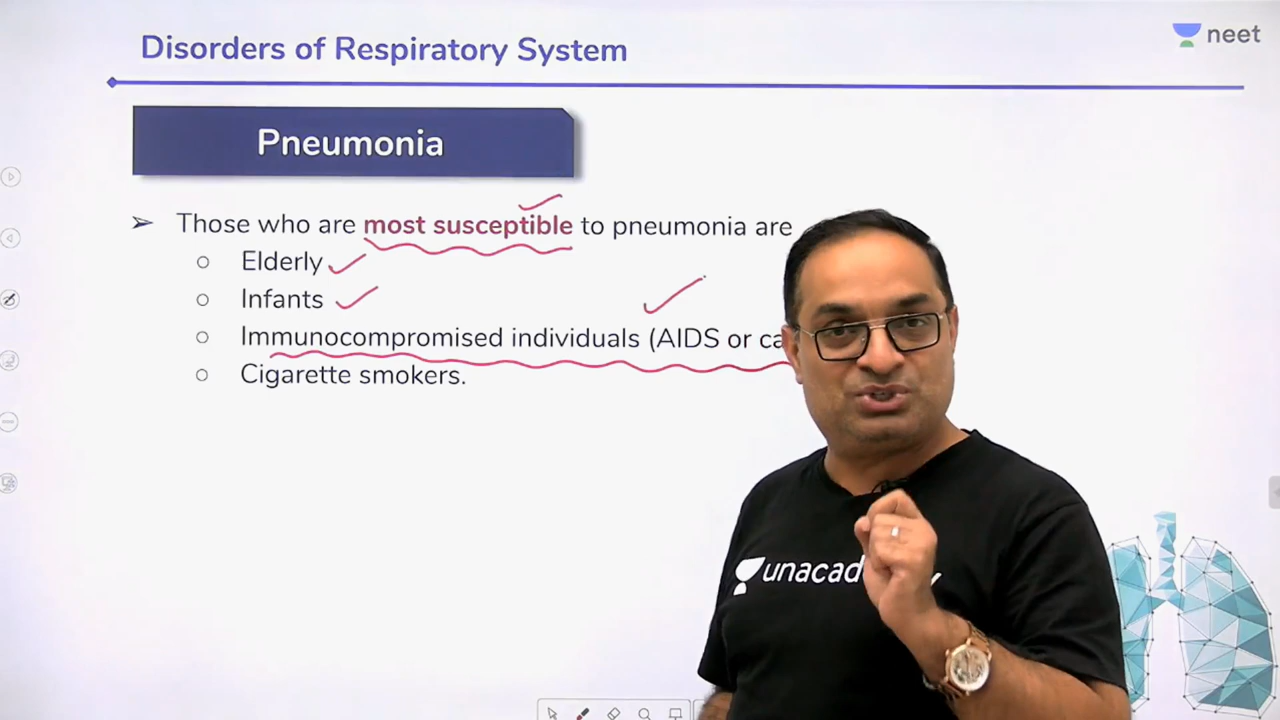 Disorders of Respiratory System
neet
Pneumonia
➢ Those who are most susceptible to pneumonia are
○ Elderly
○ Infants
○ Immunocompromised individuals (AIDS or
○ Cigarette smokers.